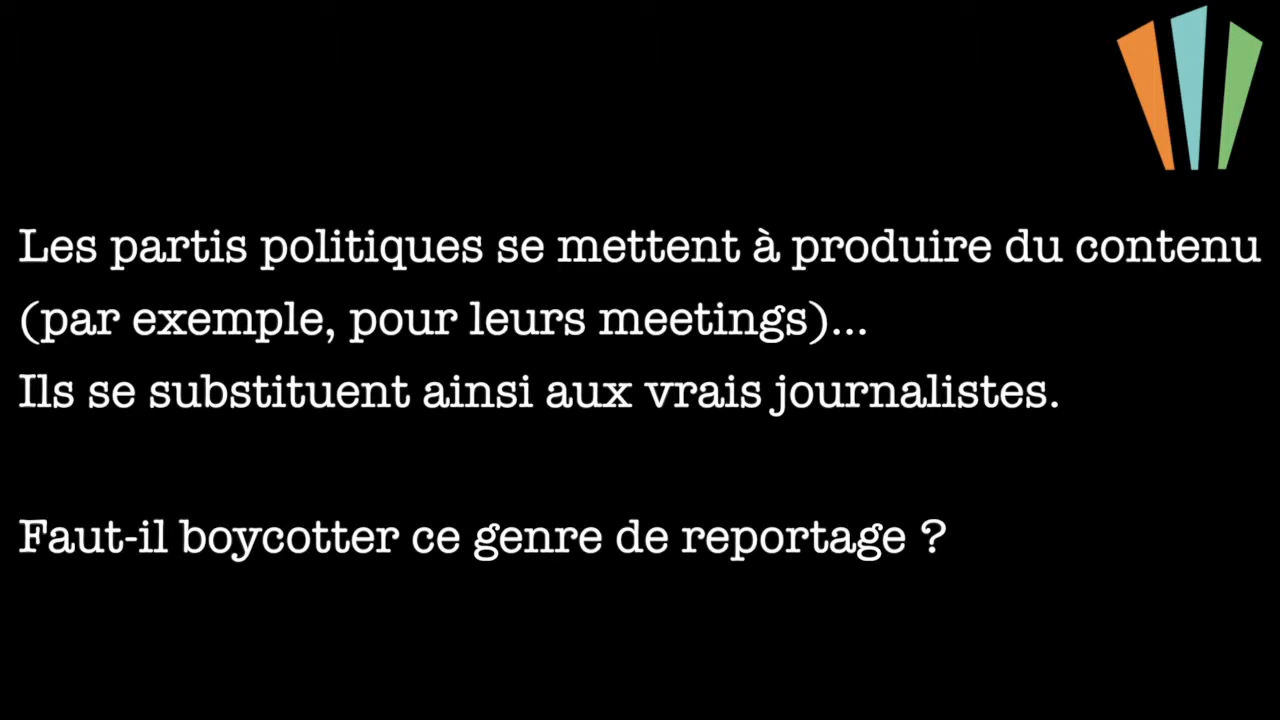 Les partis politiques se mettent à produire du contenu
(par exemple, pour leurs meetings)...
Ils se substituent ainsi aux vrais journalistes.
Faut-il boycotter ce genre de reportage ?